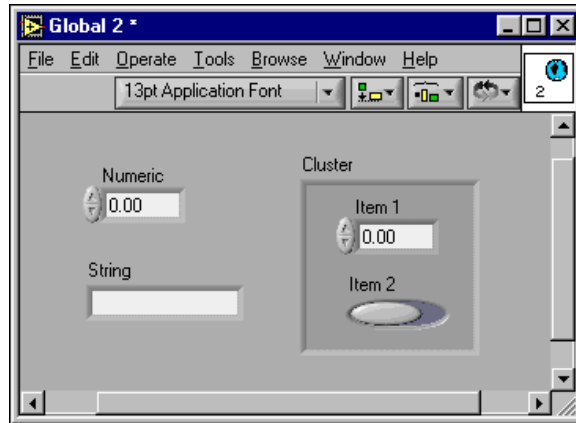 Global 2 *
File Edit Operate Tools Browse Window Help
13pt Application Font
2
Numeric
0.00
String
Cluster
Item 1
0.00
Item 2